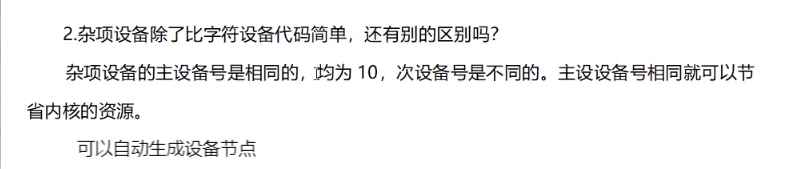 2.杂项设备除了比字符设备代码简单，还有别的区别吗？
杂项设备的主设备号是相同的，均为 10，次设备号是不同的。主设设备号相同就可以节
省内核的资源。
可以自动生成设备节点